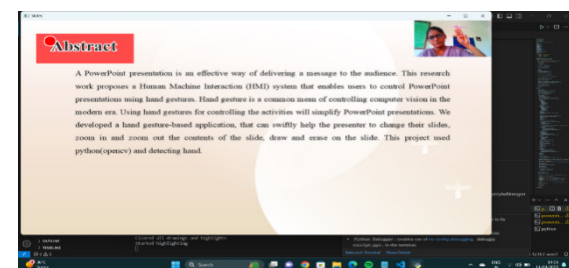 Slides
Abstract
A PowerPoint presentation is an effective way of delivering a message to the audience. This research
work proposes a Human Machine Interaction (HMI) system that enables users to control PowerPoint
presentations using hand gestures. Hand gesture is a common mean of controlling computer vision in the
modern era. Using hand gestures for controlling the activities will simplify PowerPoint presentations. We
developed a hand gesture-based application, that can swiftly help the presenter to change their slides,
zoom in and zoom out the contents of the slide, draw and erase on the slide. This project used
python(opencv) and detecting hand.
OUTLINE
TIMELINE
Cleared all drawings and highlights
Started highlighting
Search
ENG